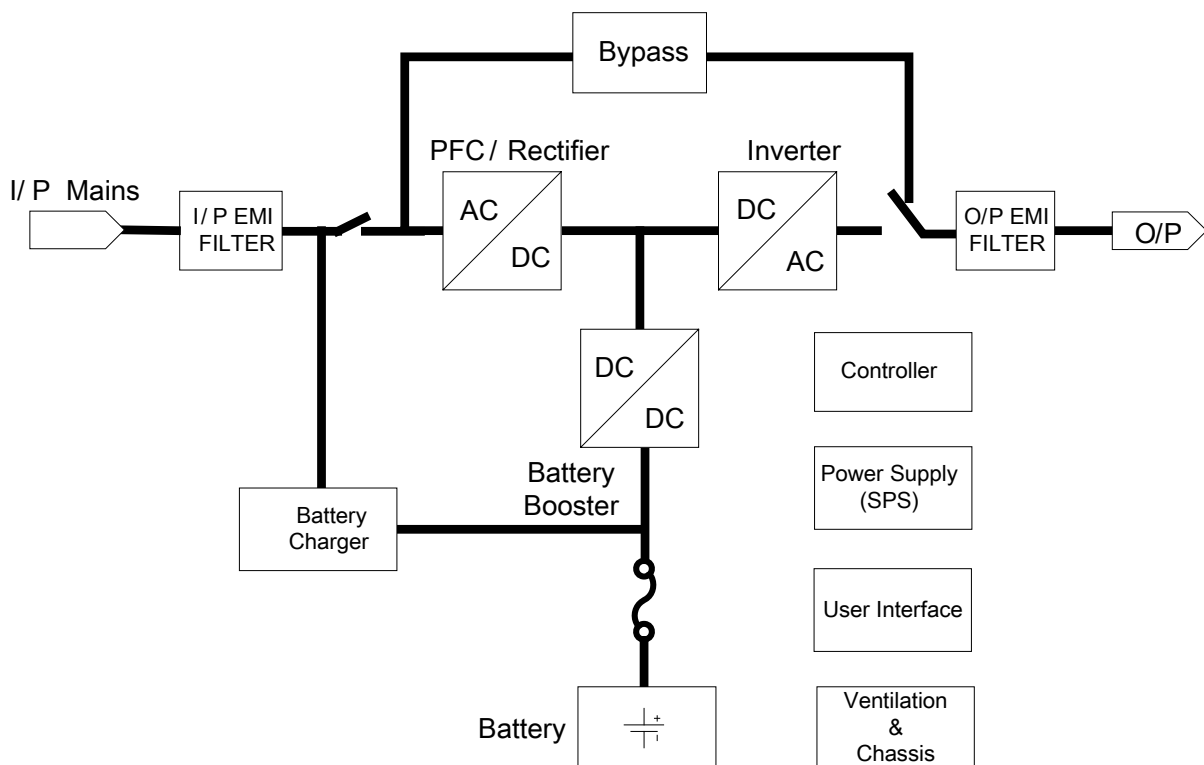 Bypass
PFC / Rectifier
Inverter
I/ P Mains
I/ P EMI
FILTER
AC
DC
DC
AC
O/P EMI
FILTER
O/P
DC
DC
Controller
Battery
Booster
Power Supply
(SPS)
Battery
Charger
User Interface
Battery
+
-
Ventilation
&
Chassis